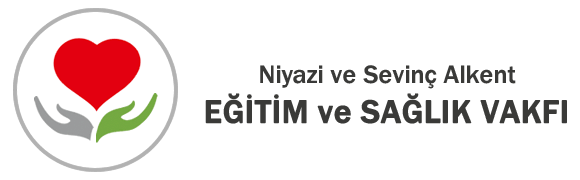 Niyazi ve Sevinç Alkent
EĞİTİM ve SAĞLIK VAKFI